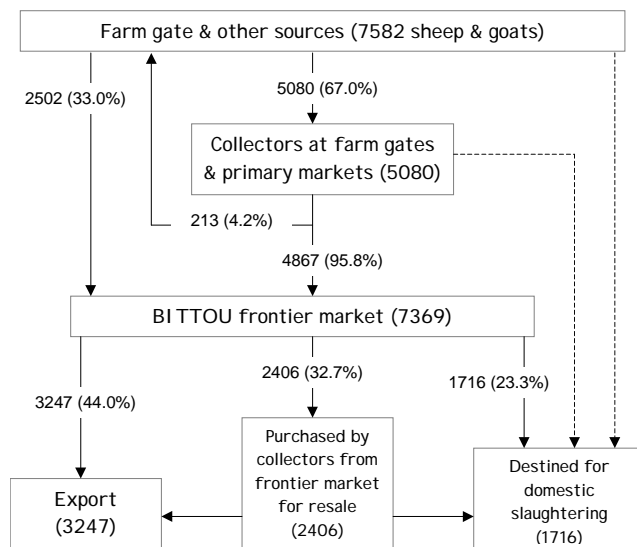 Farm gate & other sources (7582 sheep & goats)
2502 (33.0%)
5080 (67.0%)
Collectors at farm gates
& primary markets (5080)
213 (4.2%)
4867 (95.8%)
BITTOU frontier market (7369)
3247 (44.0%)
2406 (32.7%)
1716 (23.3%)
Export
(3247)
Purchased by
collectors from
frontier market
for resale
(2406)
Destined for
domestic
slaughtering
(1716)